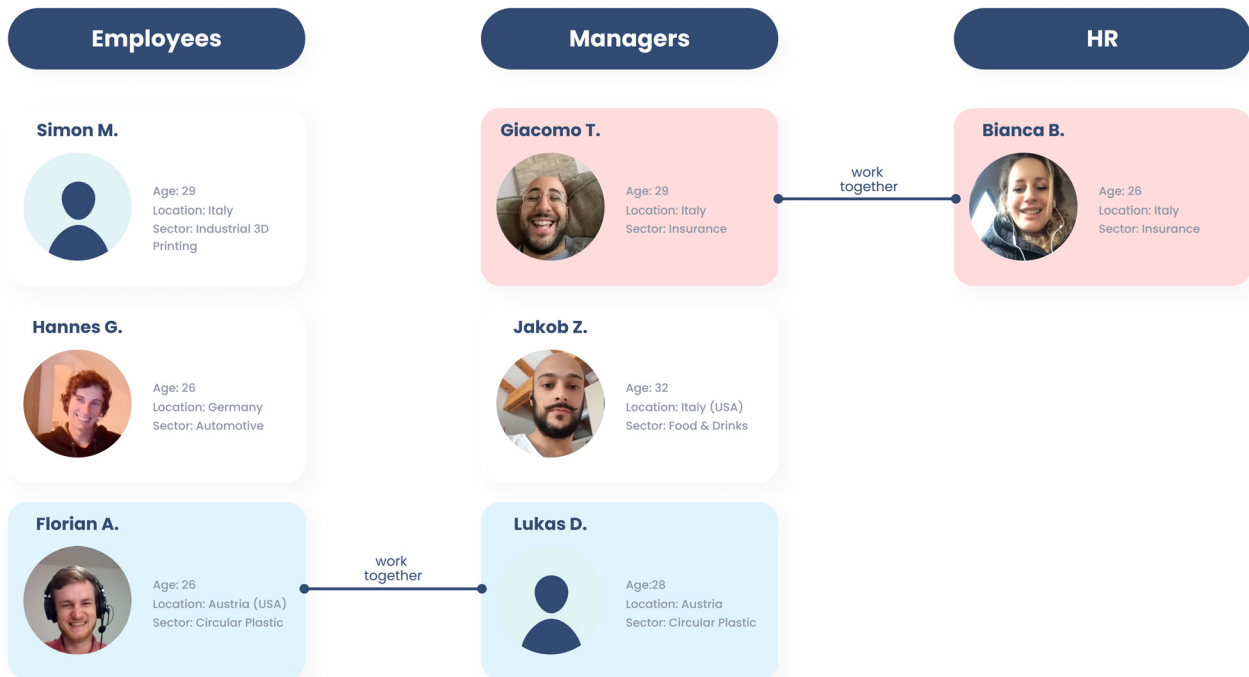 Employees
Managers
HR
Simon M.
Age: 29
Location: Italy
Sector: Industrial 3D
Printing
Giacomo T.
Age: 29
Location: Italy
Sector: Insurance
work
together
Bianca B.
Age: 26
Location: Italy
Sector: Insurance
Hannes G.
Age: 26
Location: Germany
Sector: Automotive
Jakob Z.
Age: 32
Location: Italy (USA)
Sector: Food & Drinks
Florian A.
Age: 26
Location: Austria (USA)
Sector: Circular Plastic
work
together
Lukas D.
Age:28
Location: Austria
Sector: Circular Plastic